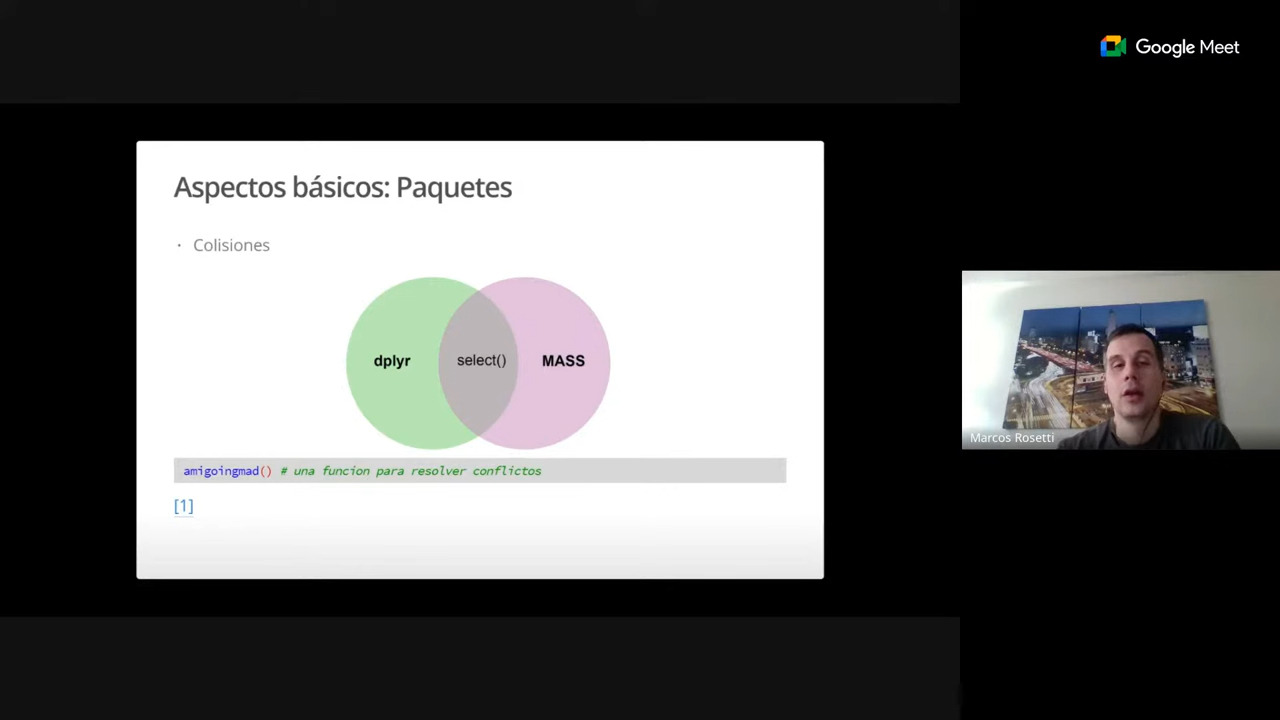 Google Meet
Aspectos básicos: Paquetes
· Colisiones
dplyr select() MASS
amigoingmad() # una funcion para resolver conflictos
[1]
Marcos Rosetti